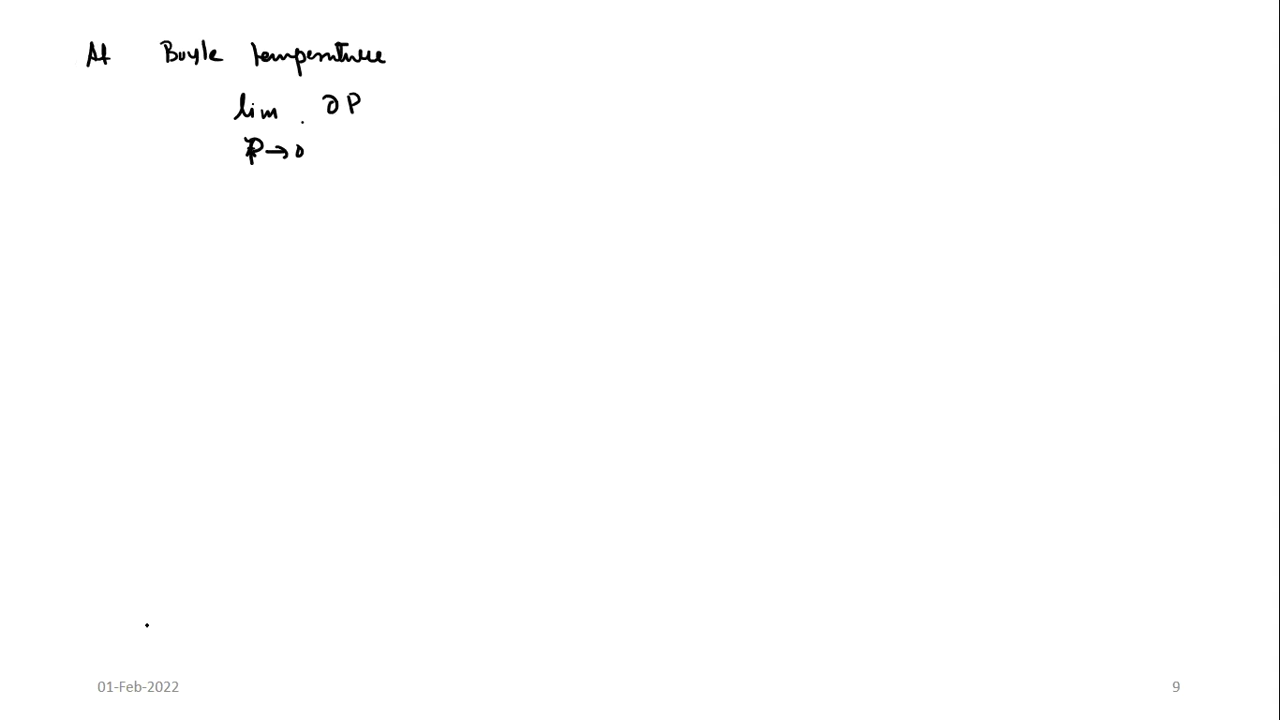 At Boyle temperature
lim ∂P
P→0
01-Feb-2022
9